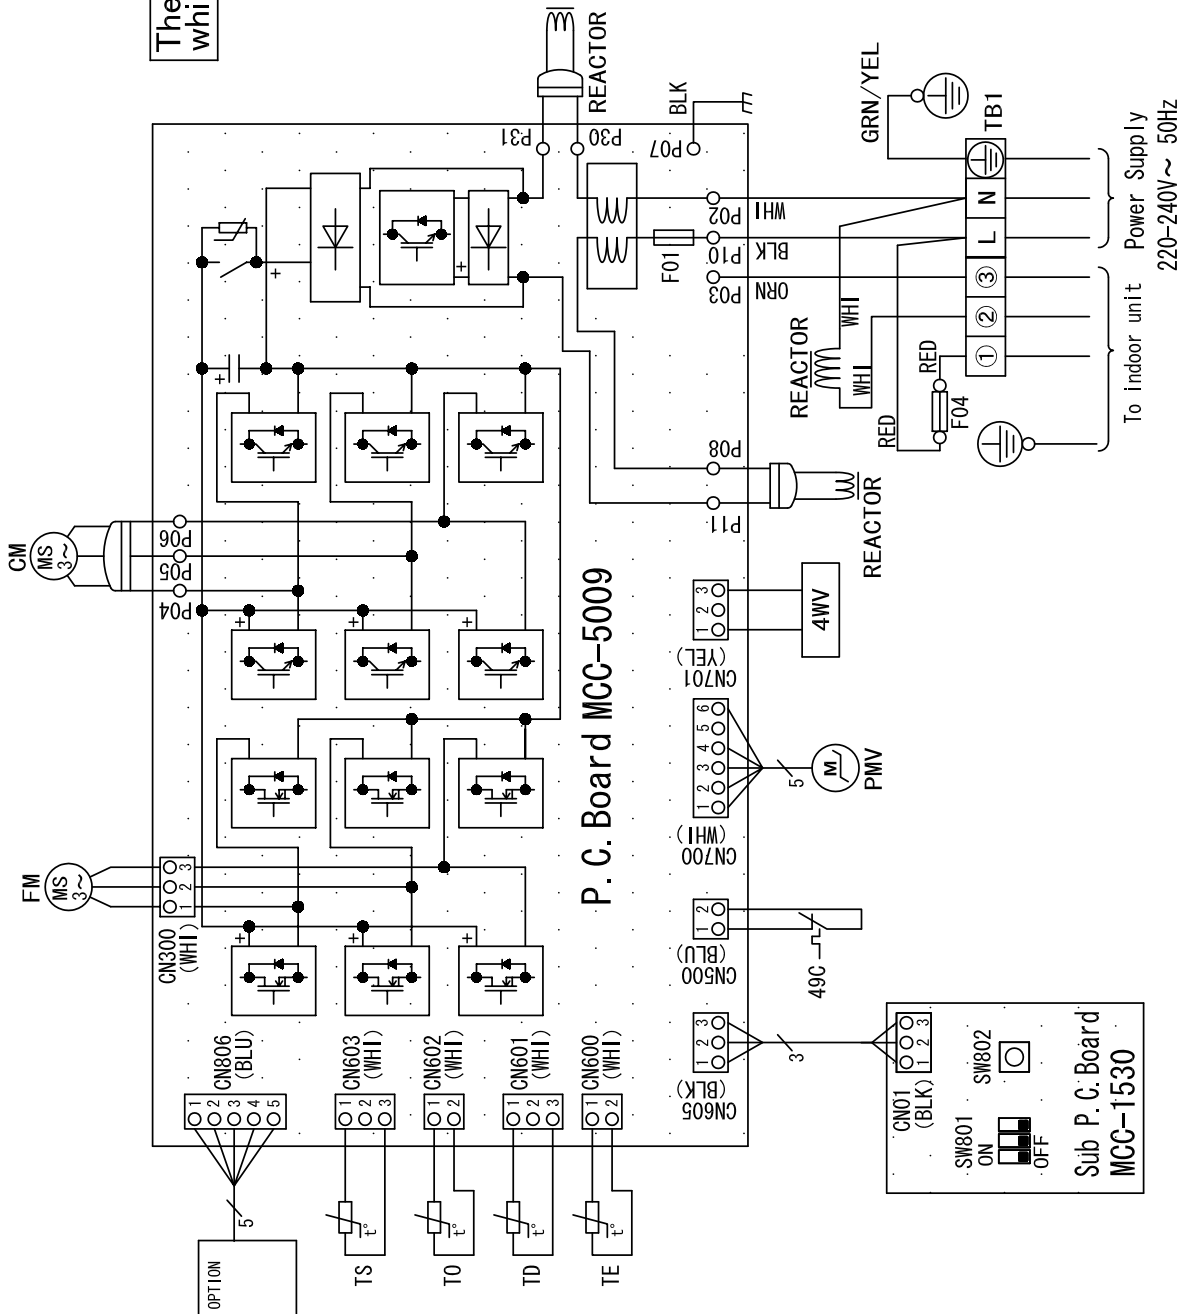 The
whi
REACTOR
P31
P30
P07
BLK
GRN/YEL
TB1
N
L
③
②
①
Power Supply
220-240V~ 50Hz
To indoor unit
P02
WHI
P10
BLK
P03
ORN
F01
REACTOR
WHI
WHI
RED
RED
F04
P08
P11
REACTOR
+
+
+
CM
MS
3~
P06
P05
P04
+
+
+
P. C. Board MCC-5009
FM
MS
3~
CN300
(WHI)
1
2
3
+
+
+
CN701
(YEL)
1 2 3
4WV
CN700
(WHI)
1 2 3 4 5 6
5
M
PMV
CN500
(BLU)
1 2
49C
CN605
(BLK)
1 2 3
3
CN01
(BLK)
1 2 3
SW802
SW801
ON
OFF
Sub P. C. Board
MCC-1530
CN806
(BLU)
1 2 3 4 5
5
OPTION
CN603
(WHI)
1 2 3
t°
TS
CN602
(WHI)
1 2
t°
TO
CN601
(WHI)
1 2 3
t°
TD
CN600
(WHI)
1 2
t°
TE